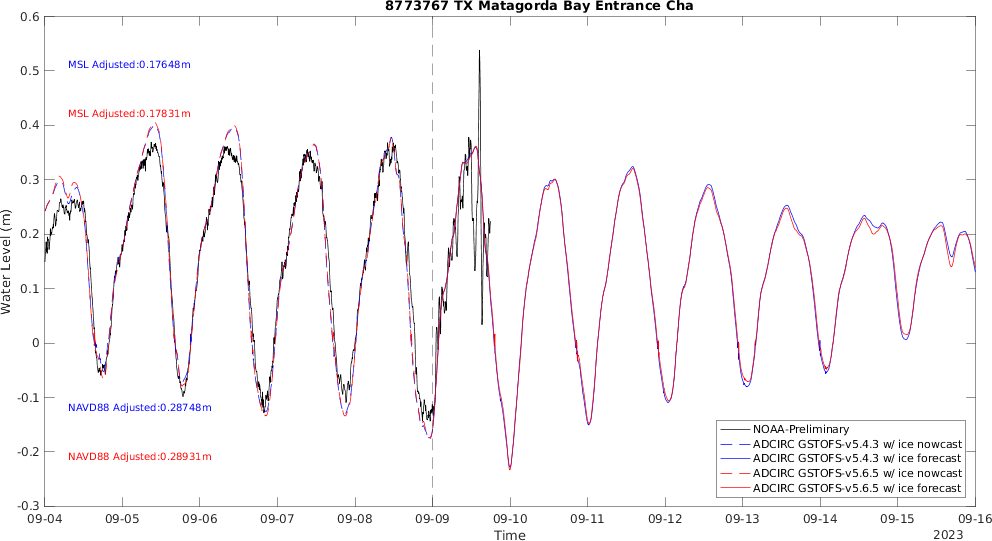 8773767 TX Matagorda Bay Entrance Cha
0.6
0.5
0.4
0.3
0.2
0.1
0
-0.1
-0.2
-0.3
Water Level (m)
MSL Adjusted:0.17648m
MSL Adjusted:0.17831m
NAVD88 Adjusted:0.28748m
NAVD88 Adjusted:0.28931m
NOAA-Preliminary
ADCIRC GSTOFS-v5.4.3 w/ ice nowcast
ADCIRC GSTOFS-v5.4.3 w/ ice forecast
ADCIRC GSTOFS-v5.6.5 w/ ice nowcast
ADCIRC GSTOFS-v5.6.5 w/ ice forecast
09-04 09-05 09-06 09-07 09-08 09-09 09-10 09-11 09-12 09-13 09-14 09-15 09-16
Time
2023